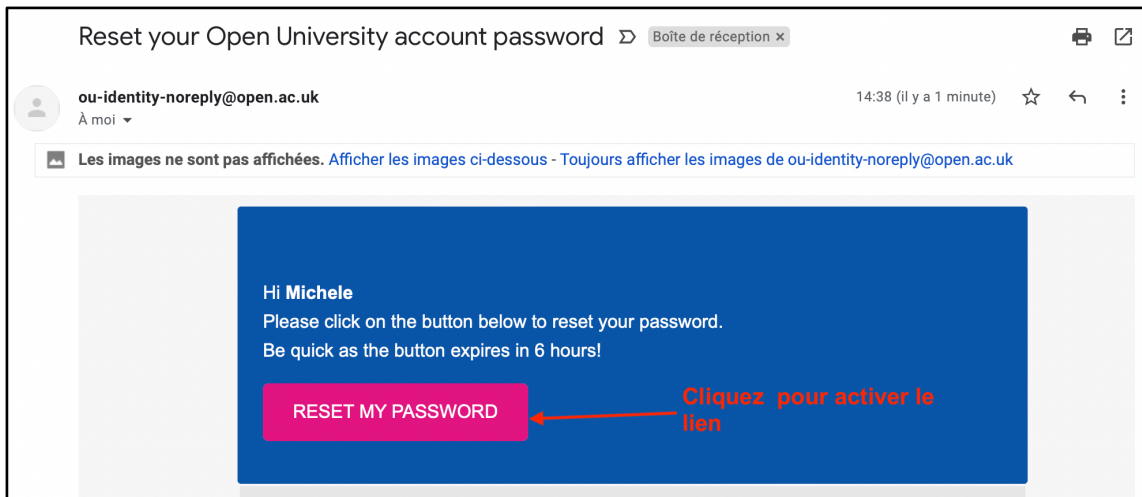 Reset your Open University account password Boîte de réception ×
ou-identity-noreply@open.ac.uk 14:38 (il y a 1 minute)
À moi
Les images ne sont pas affichées. Afficher les images ci-dessous - Toujours afficher les images de ou-identity-noreply@open.ac.uk
Hi Michele
Please click on the button below to reset your password.
Be quick as the button expires in 6 hours!
RESET MY PASSWORD
Cliquez pour activer le
lien